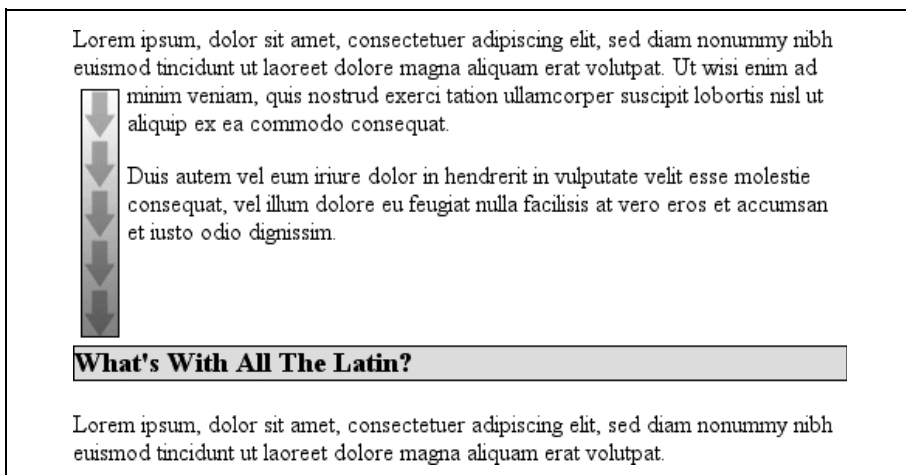 Lorem ipsum, dolor sit amet, consectetuer adipiscing elit, sed diam nonummy nibh
euismod tincidunt ut laoreet dolore magna aliquam erat volutpat. Ut wisi enim ad
minim veniam, quis nostrud exerci tation ullamcorper suscipit lobortis nisl ut
aliquip ex ea commodo consequat.
Duis autem vel eum iriure dolor in hendrerit in vulputate velit esse molestie
consequat, vel illum dolore eu feugiat nulla facilisis at vero eros et accumsan
et iusto odio dignissim.
What's With All The Latin?
Lorem ipsum, dolor sit amet, consectetuer adipiscing elit, sed diam nonummy nibh
euismod tincidunt ut laoreet dolore magna aliquam erat volutpat.